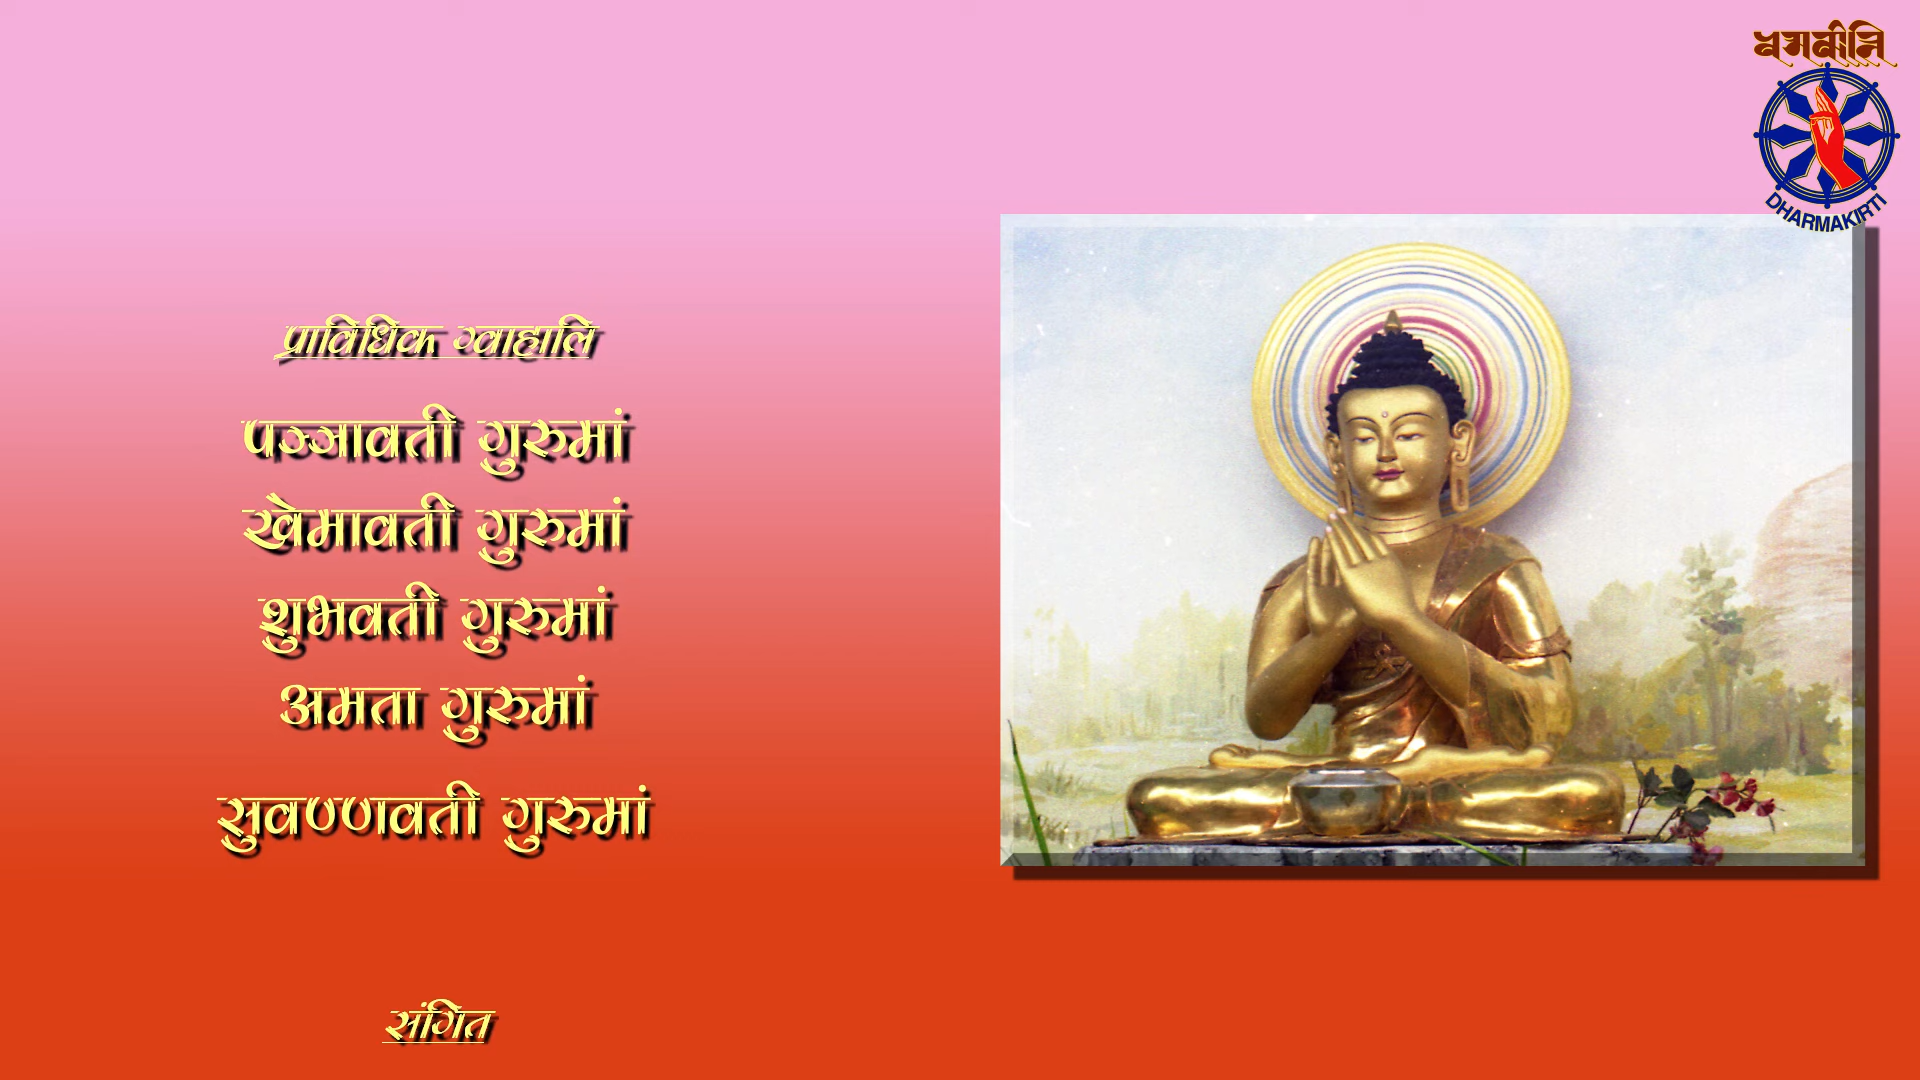 धर्मकीर्ति
DHARMAKIRTI
प्राविधिक ग्वाहालि
पञ्ञावती गुरुमां
खेमावती गुरुमां
शुभवती गुरुमां
अमता गुरुमां
सुवण्णवती गुरुमां
संगित